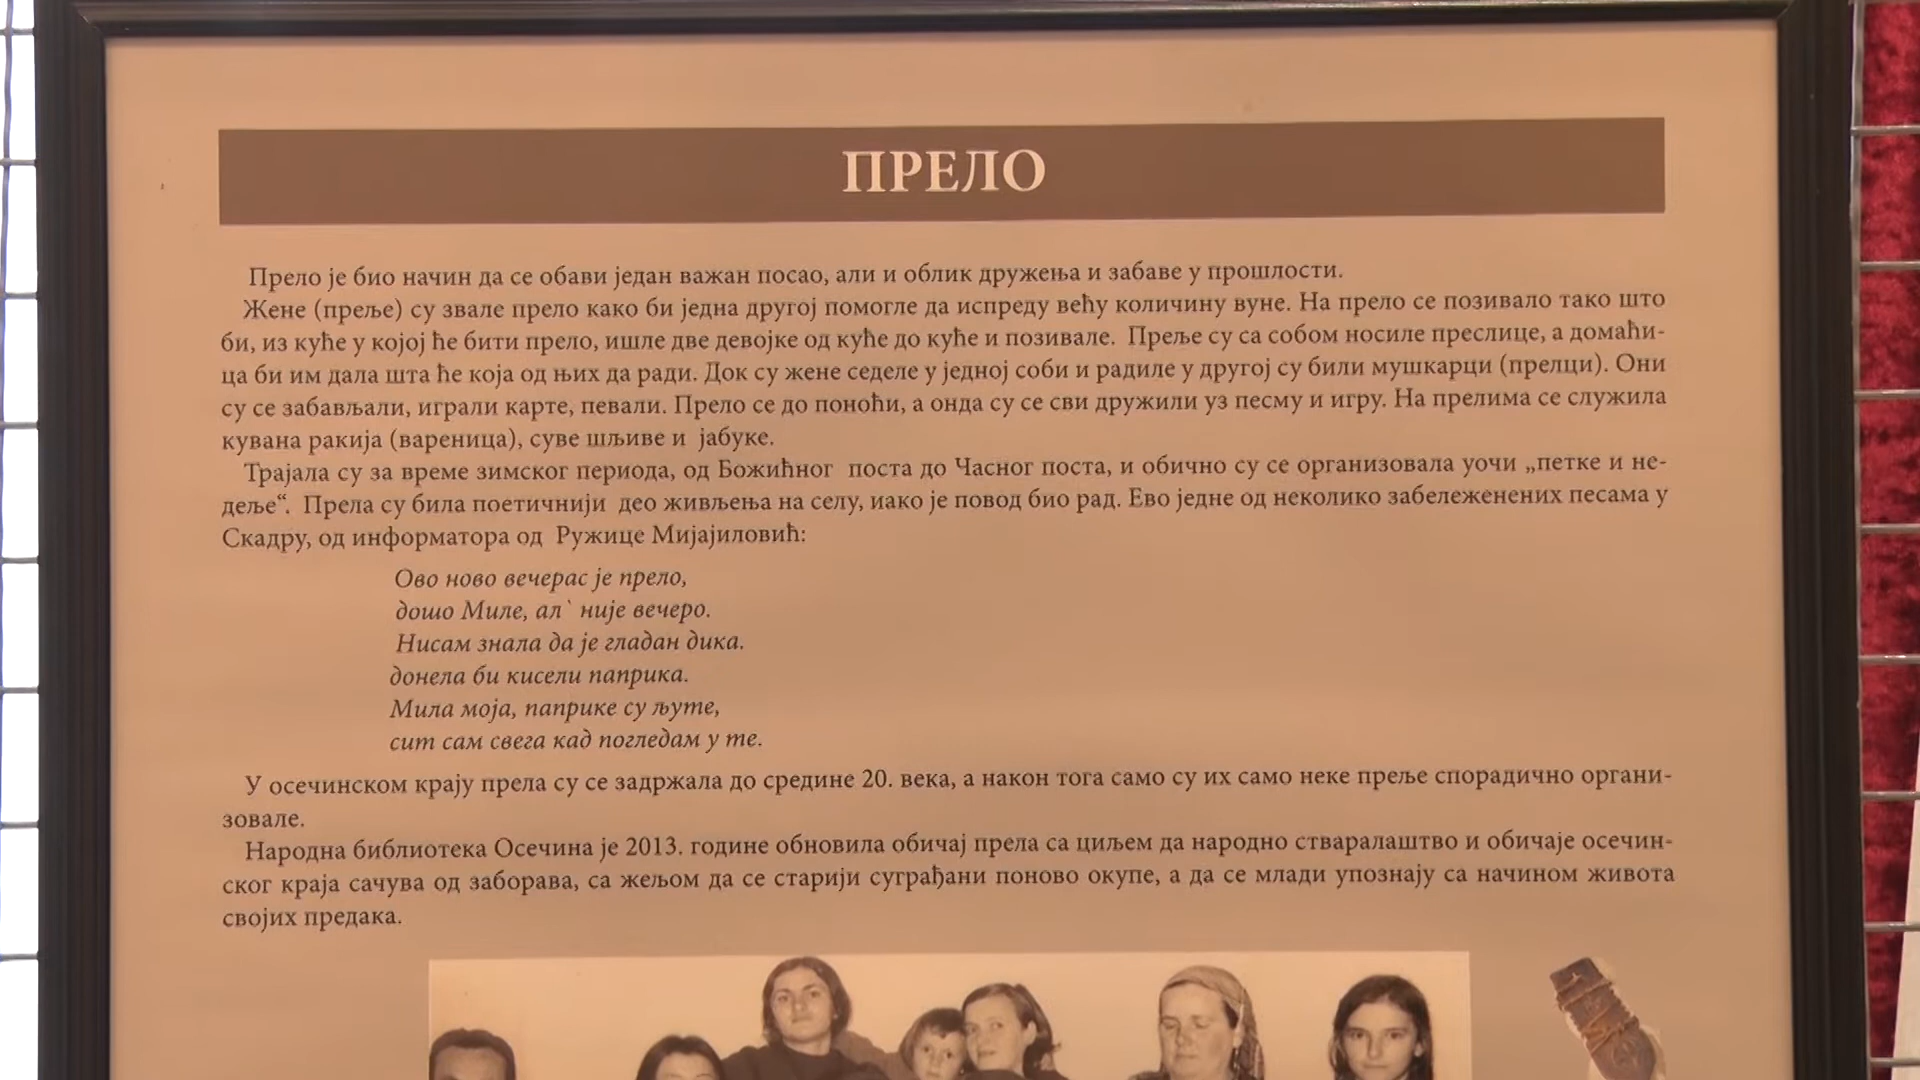 ПРЕЛО
Прело је био начин да се обави један важан посао, али и облик дружења и забаве у прошлости.
Жене (преље) су звале прело како би једна другој помогле да испреду већу количину вуне. На прело се позивало тако што
би, из куће у којој ће бити прело, ишле две девојке од куће до куће и позивале. Преље су са собом носиле преслице, а домаћи-
ца би им дала шта ће која од њих да ради. Док су жене седеле у једној соби и радиле у другој су били мушкарци (прелци). Они
су се забављали, играли карте, певали. Прело се до поноћи, а онда су се сви дружили уз песму и игру. На прелима се служила
кувана ракија (вареница), суве шљиве и јабуке.
Трајала су за време зимског периода, од Божићног поста до Часног поста, и обично су се организовала уочи „петке и не-
деље“. Прела су била поетичнији део живљења на селу, иако је повод био рад. Ево једне од неколико забележенених песама у
Скадру, од информатора од Ружице Мијајиловић:
Ово ново вечерас је прело,
дошо Миле, ал` није вечеро.
Нисам знала да је гладан дика.
донела би кисели паприка.
Мила моја, паприке су љуте,
сит сам свега кад погледам у те.
У осечинском крају прела су се задржала до средине 20. века, а након тога само су их само неке преље спорадично органи-
зовале.
Народна библиотека Осечина је 2013. године обновила обичај прела са циљем да народно стваралаштво и обичаје осечин-
ског краја сачува од заборава, са жељом да се старији суграђани поново окупе, а да се млади упознају са начином живота
својих предака.